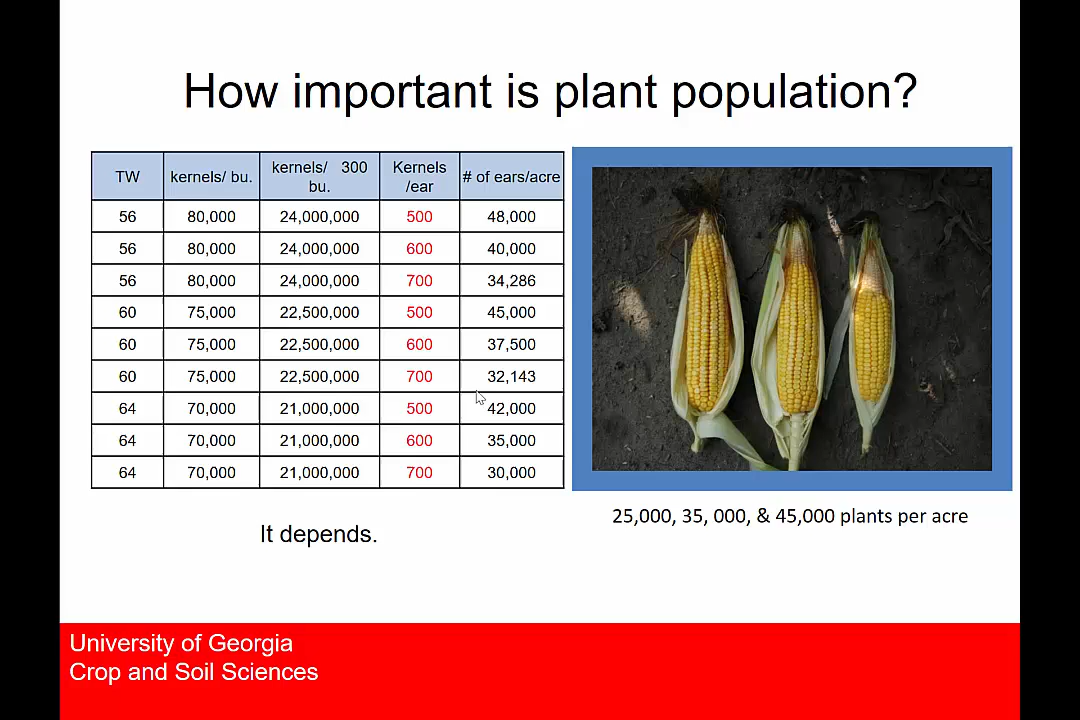 How important is plant population?
TW kernels/ bu. kernels/ 300 bu. Kernels /ear # of ears/acre
56 80,000 24,000,000 500 48,000
56 80,000 24,000,000 600 40,000
56 80,000 24,000,000 700 34,286
60 75,000 22,500,000 500 45,000
60 75,000 22,500,000 600 37,500
60 75,000 22,500,000 700 32,143
64 70,000 21,000,000 500 42,000
64 70,000 21,000,000 600 35,000
64 70,000 21,000,000 700 30,000
25,000, 35, 000, & 45,000 plants per acre
It depends.
University of Georgia
Crop and Soil Sciences